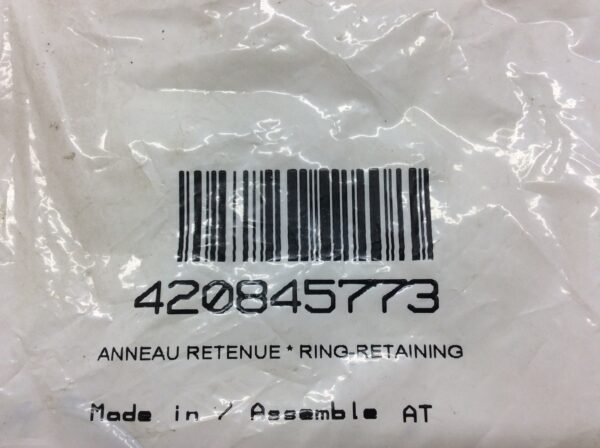 420845773
ANNEAU RETENUE * RING-RETAINING
Made in / Assemble AT